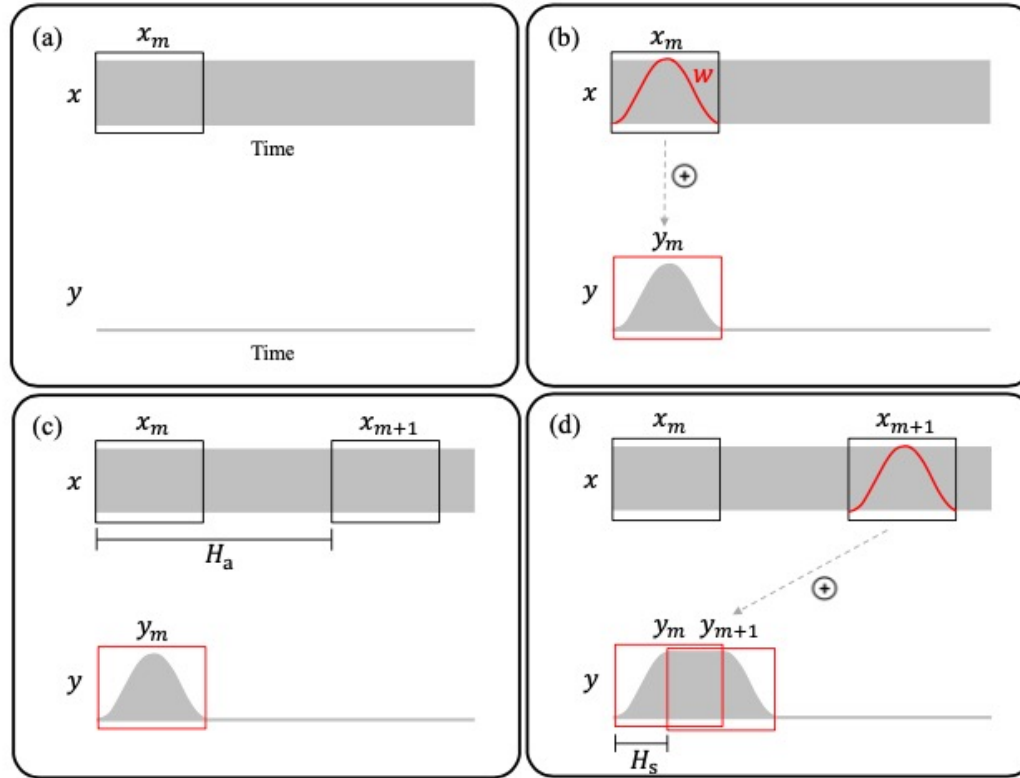 (a)
x_m
x
Time
y
Time
(b)
x_m
w
x
y_m
y
(c)
x_m x_{m+1}
x
H_a
y_m
y
(d)
x_m x_{m+1}
x
y_m y_{m+1}
y
H_s